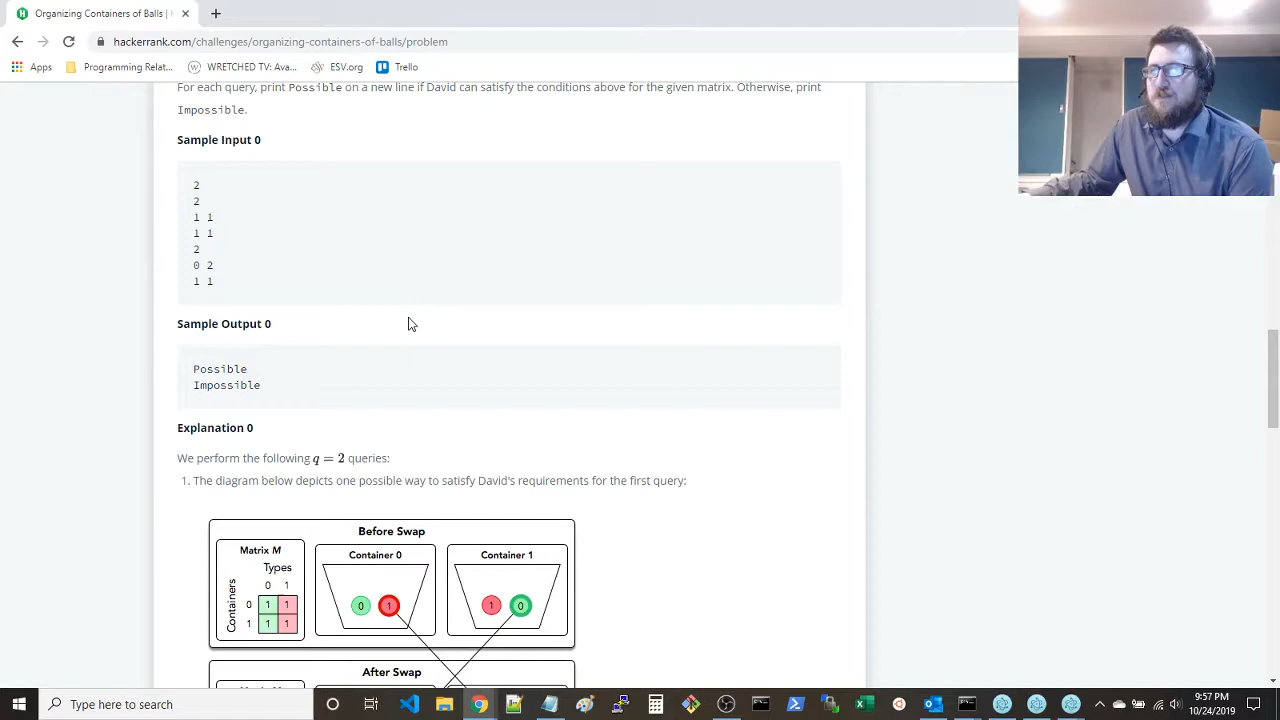 Organizing Containers of Balls |
hackerrank.com/challenges/organizing-containers-of-balls/problem
Apps Programming Relat... WRETCHED TV: Ava... ESV.org Trello
For each query, print Possible on a new line if David can satisfy the conditions above for the given matrix. Otherwise, print
Impossible.
Sample Input 0
2
2
1 1
1 1
2
0 2
1 1
Sample Output 0
Possible
Impossible
Explanation 0
We perform the following q = 2 queries:
1. The diagram below depicts one possible way to satisfy David's requirements for the first query:
Before Swap
Matrix M
Types
0 1
Containers
0 1 1
1 1 1
Container 0
0 1
Container 1
1 0
After Swap
Type here to search
9:57 PM
10/24/2019